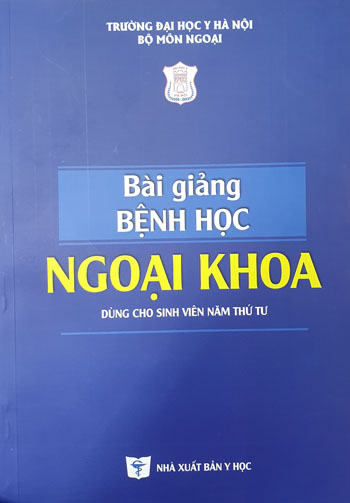 TRƯỜNG ĐẠI HỌC Y HÀ NỘI
BỘ MÔN NGOẠI
Bài giảng
BỆNH HỌC
NGOẠI KHOA
DÙNG CHO SINH VIÊN NĂM THỨ TƯ
NHÀ XUẤT BẢN Y HỌC